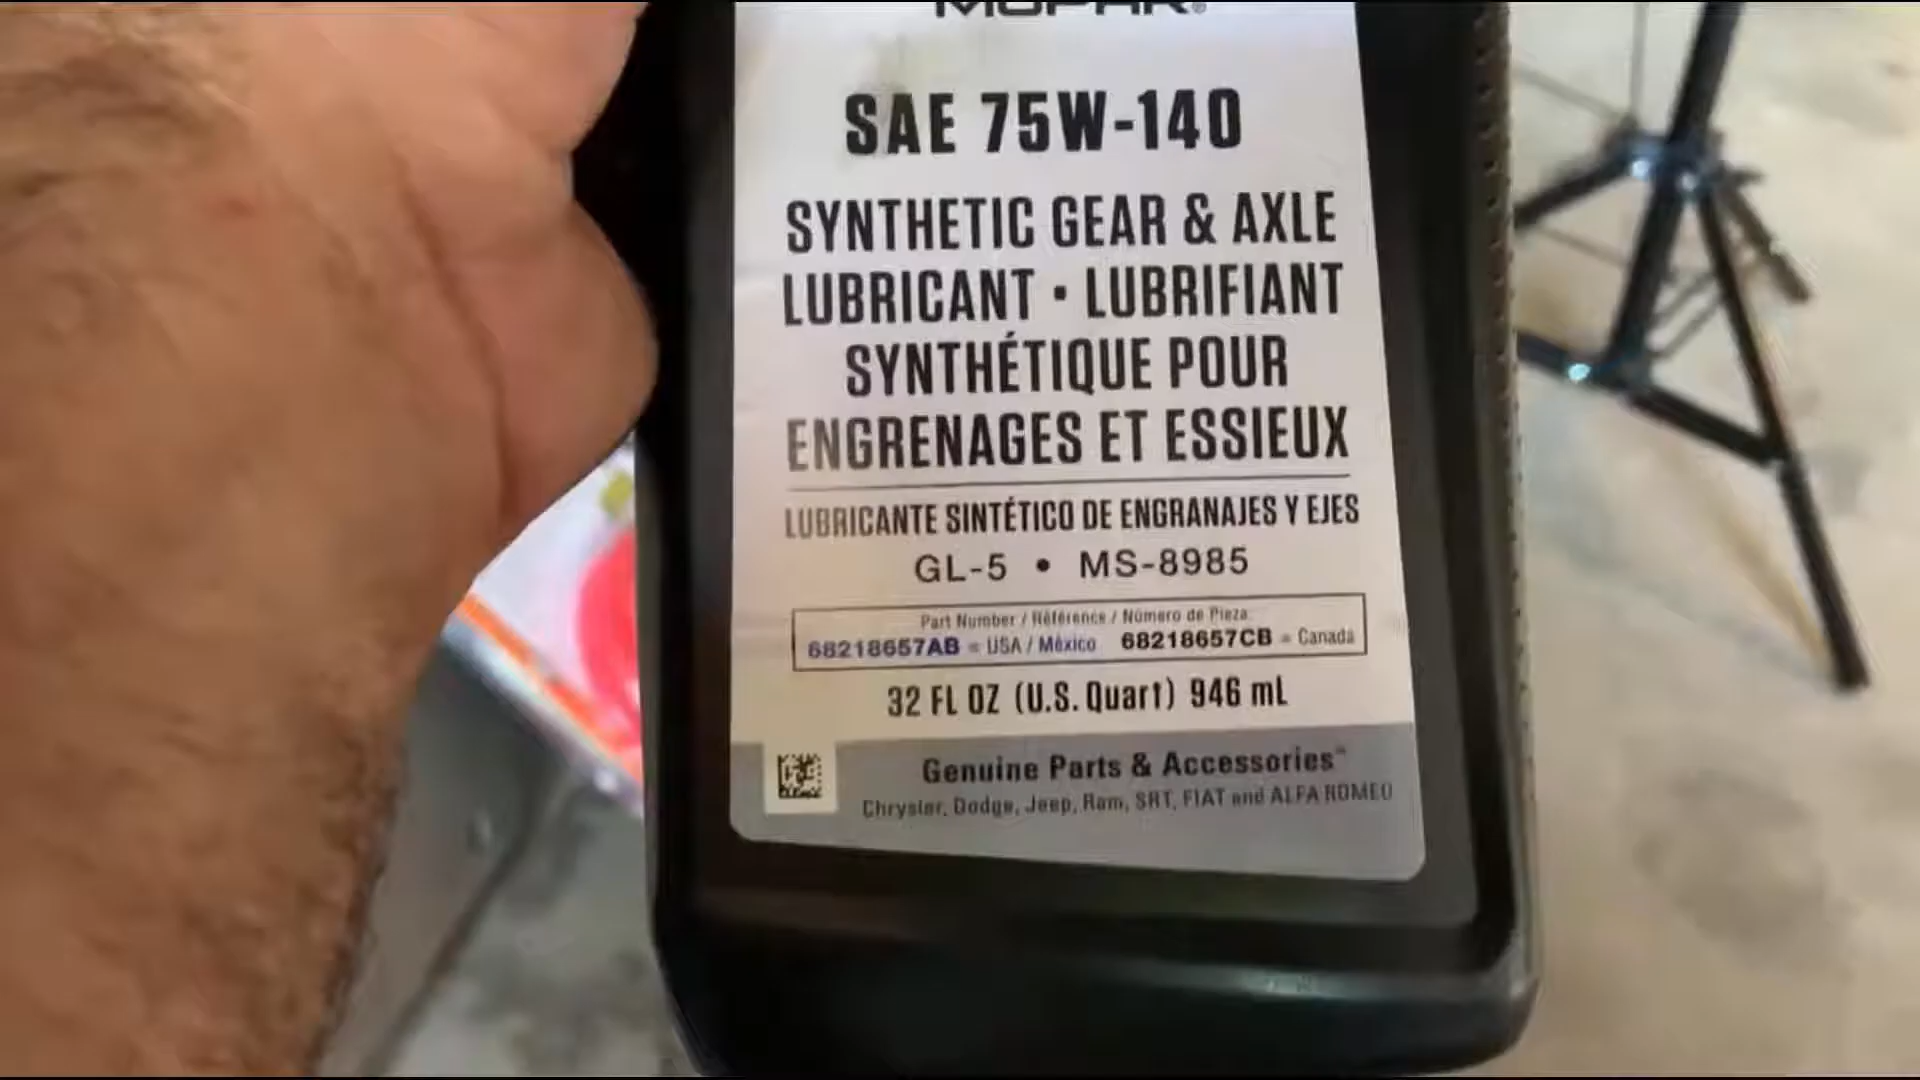 MOPAR®
SAE 75W-140
SYNTHETIC GEAR & AXLE
LUBRICANT • LUBRIFIANT
SYNTHÉTIQUE POUR
ENGRENAGES ET ESSIEUX
LUBRICANTE SINTÉTICO DE ENGRANAJES Y EJES
GL-5 • MS-8985
Part Number / Référence / Número de Pieza:
68218657AB = USA / México 68218657CB = Canada
32 FL OZ (U.S. Quart) 946 mL
Genuine Parts & Accessories™
Chrysler, Dodge, Jeep, Ram, SRT, FIAT and ALFA ROMEO